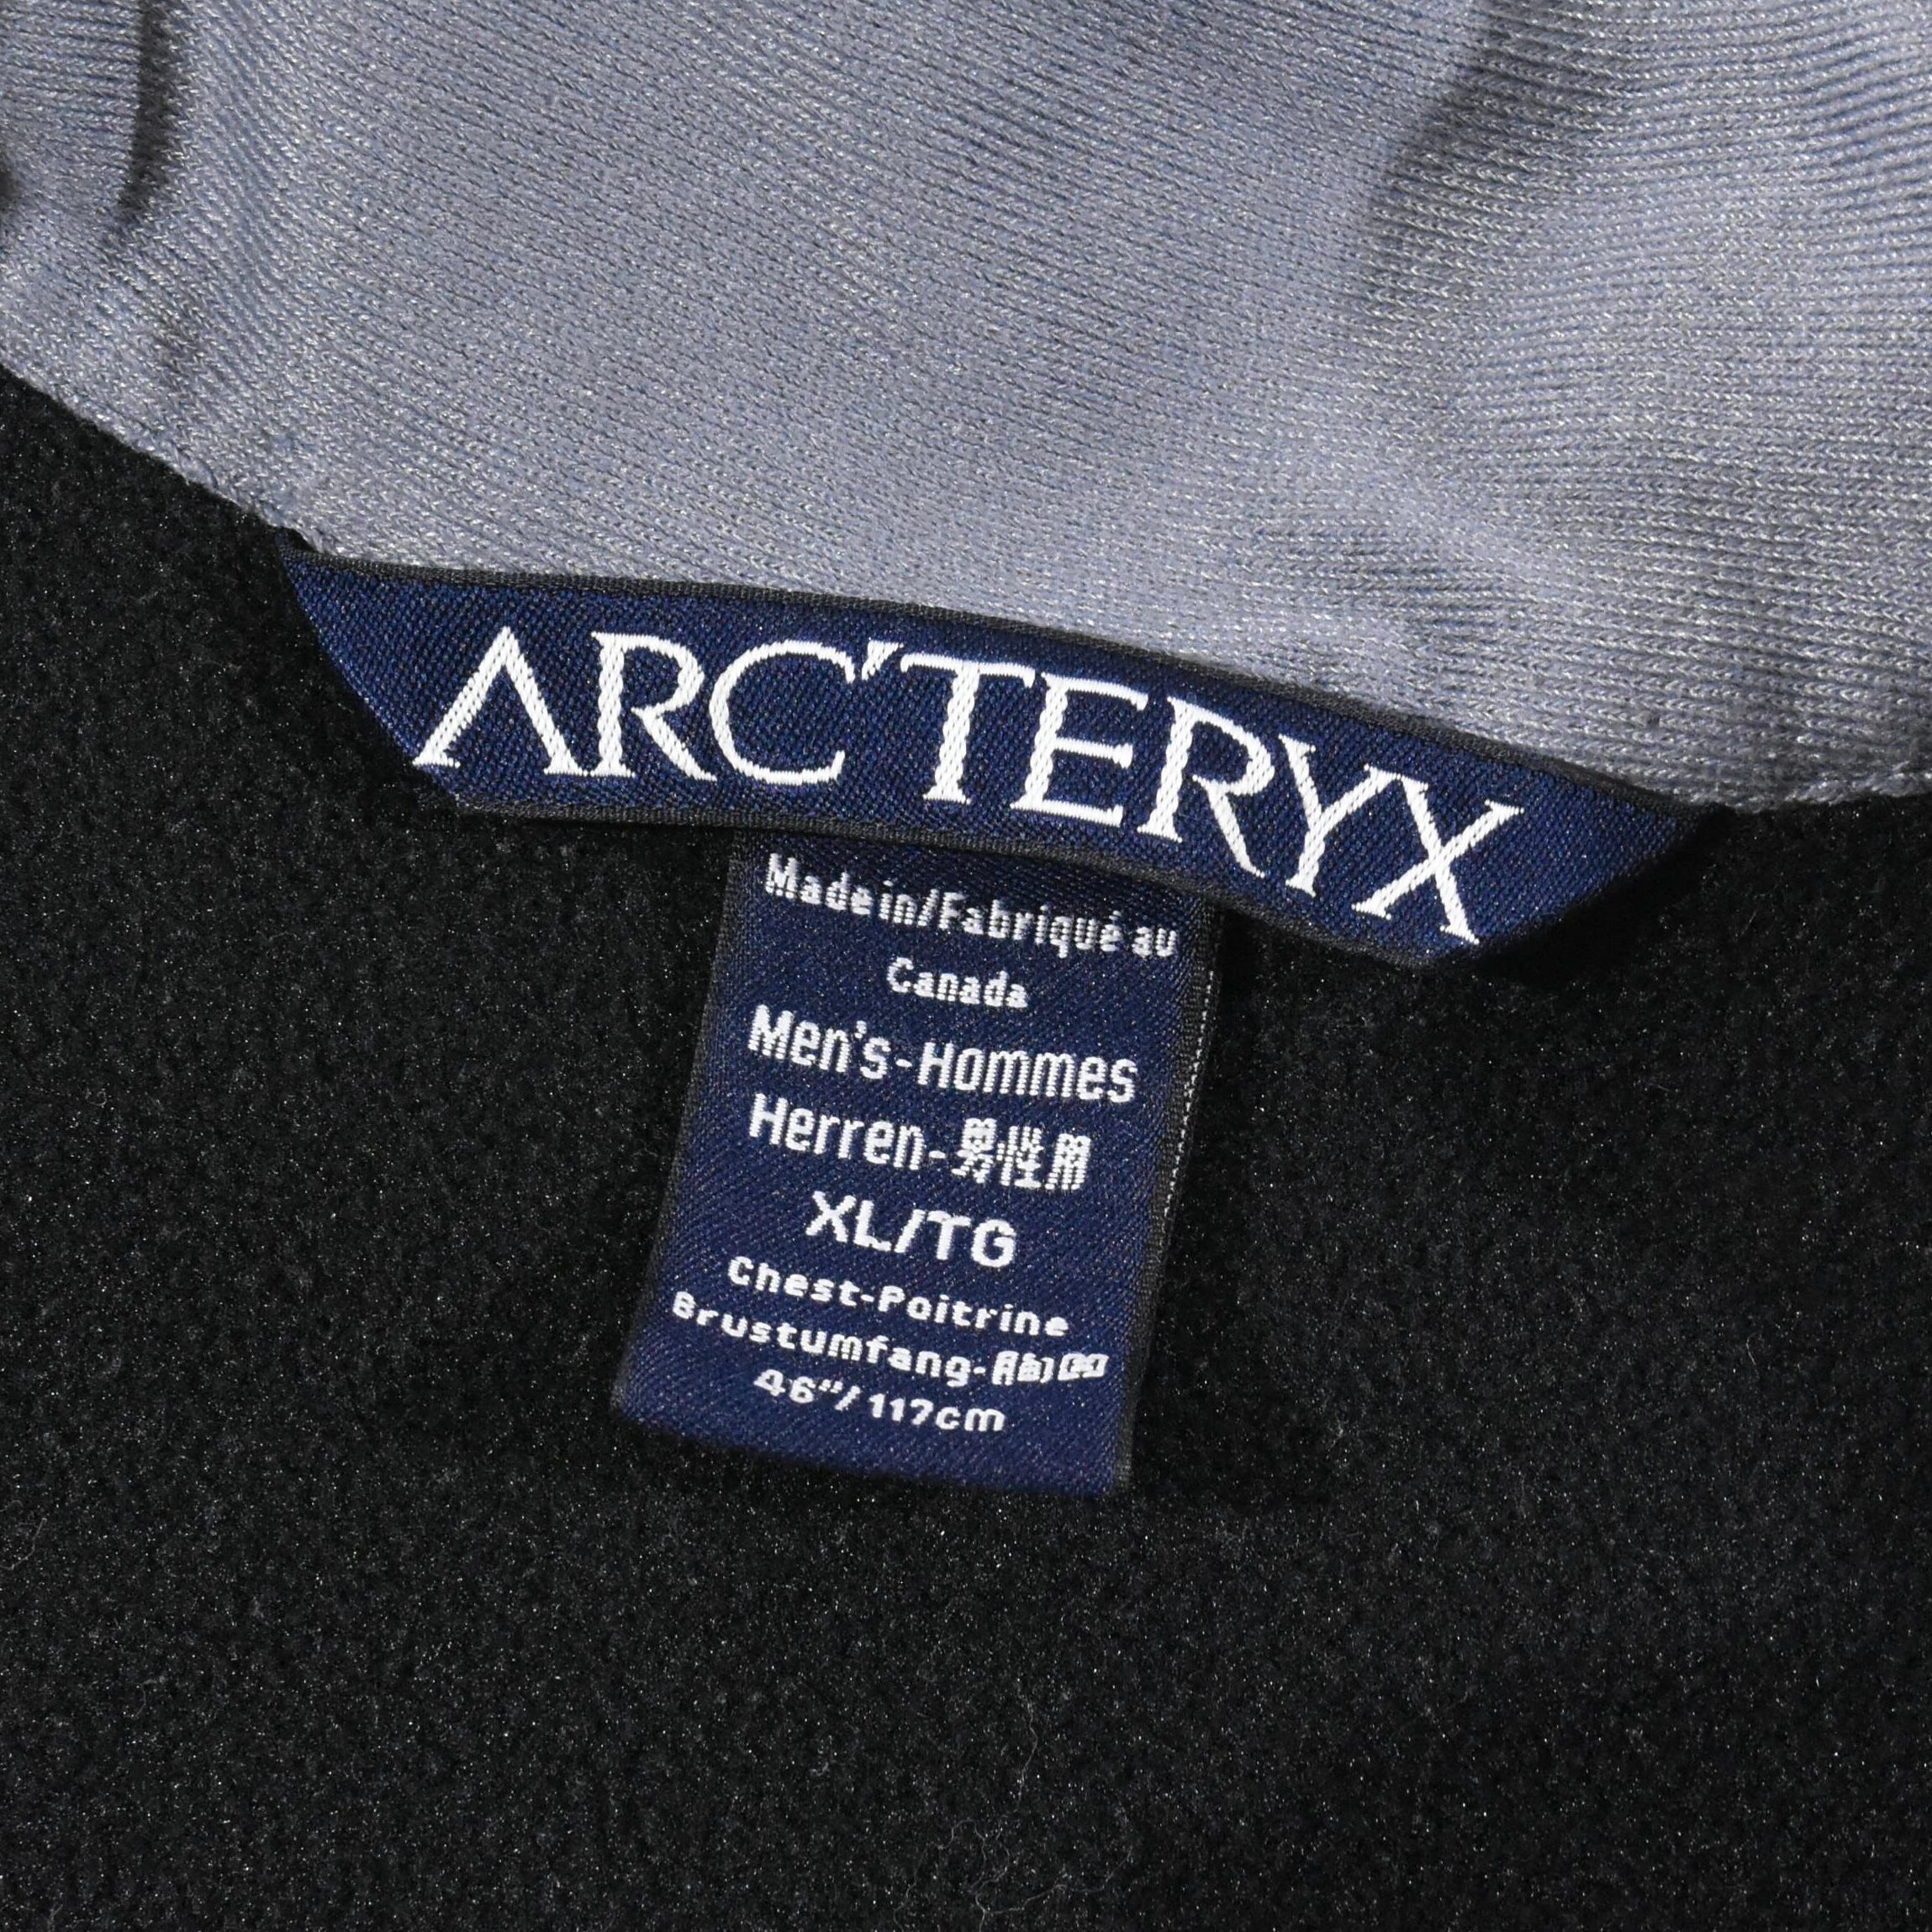 ARC'TERYX
Made in/Fabriqué au
Canada
Men's-Hommes
Herren-男性用
XL/TG
Chest-Poitrine
Brustumfang-胸囲
46"/117cm